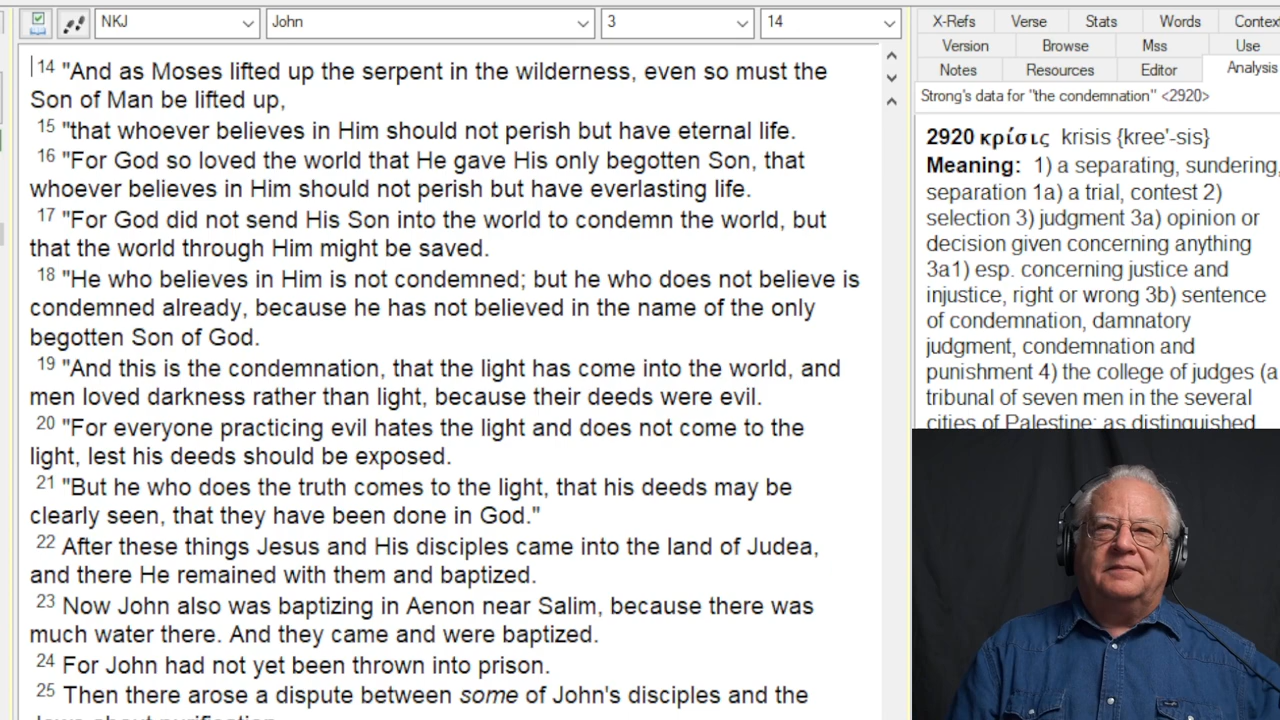 NKJ John 3 14
14 "And as Moses lifted up the serpent in the wilderness, even so must the
Son of Man be lifted up,
15 "that whoever believes in Him should not perish but have eternal life.
16 "For God so loved the world that He gave His only begotten Son, that
whoever believes in Him should not perish but have everlasting life.
17 "For God did not send His Son into the world to condemn the world, but
that the world through Him might be saved.
18 "He who believes in Him is not condemned; but he who does not believe is
condemned already, because he has not believed in the name of the only
begotten Son of God.
19 "And this is the condemnation, that the light has come into the world, and
men loved darkness rather than light, because their deeds were evil.
20 "For everyone practicing evil hates the light and does not come to the
light, lest his deeds should be exposed.
21 "But he who does the truth comes to the light, that his deeds may be
clearly seen, that they have been done in God."
22 After these things Jesus and His disciples came into the land of Judea,
and there He remained with them and baptized.
23 Now John also was baptizing in Aenon near Salim, because there was
much water there. And they came and were baptized.
24 For John had not yet been thrown into prison.
25 Then there arose a dispute between some of John's disciples and the
X-Refs Verse Stats Words Contex
Version Browse Mss Use
Notes Resources Editor Analysis
Strong's data for "the condemnation" <2920>
2920 κρίσις krisis {kree'-sis}
Meaning: 1) a separating, sundering,
separation 1a) a trial, contest 2)
selection 3) judgment 3a) opinion or
decision given concerning anything
3a1) esp. concerning justice and
injustice, right or wrong 3b) sentence
of condemnation, damnatory
judgment, condemnation and
punishment 4) the college of judges (a
tribunal of seven men in the several
cities of Palestine; as distinguished